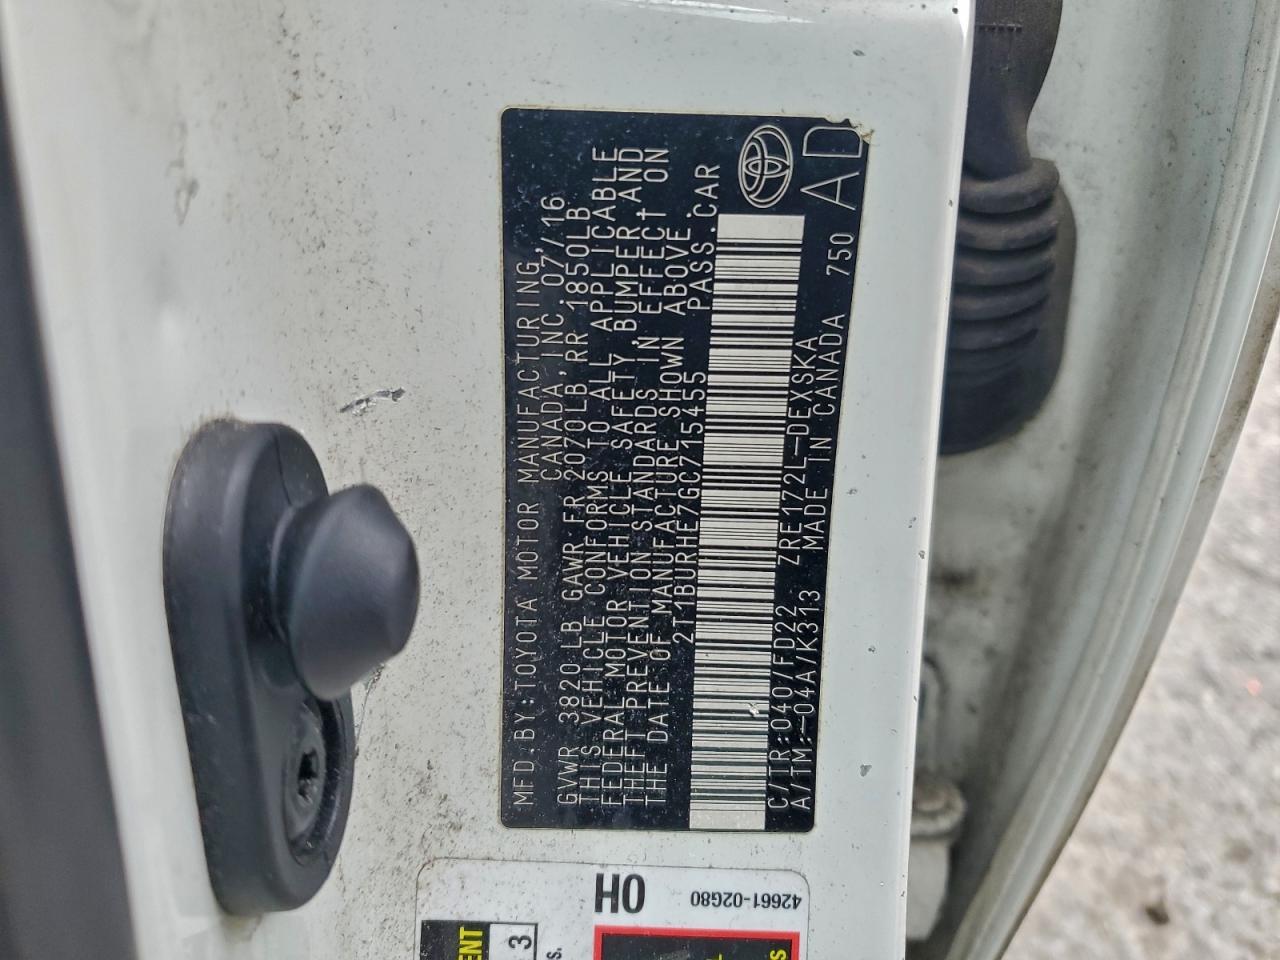 MFD.BY:TOYOTA MOTOR MANUFACTURING,
CANADA,INC.07/16
GVWR 3820 LB GAWR FR 2070LB,RR 1850LB
THIS VEHICLE CONFORMS TO ALL APPLICABLE
FEDERAL MOTOR VEHICLE SAFETY,BUMPER AND
THEFT PREVENTION STANDARDS IN EFFECT ON
THE DATE OF MANUFACTURE SHOWN ABOVE.
2T1BURHE7GC715455 PASS.CAR
C/TR:040/FD22 ZRE172L-DEXSKA 750
A/TM:-04A/K313 MADE IN CANADA
AD
OH
42661-02G80
3